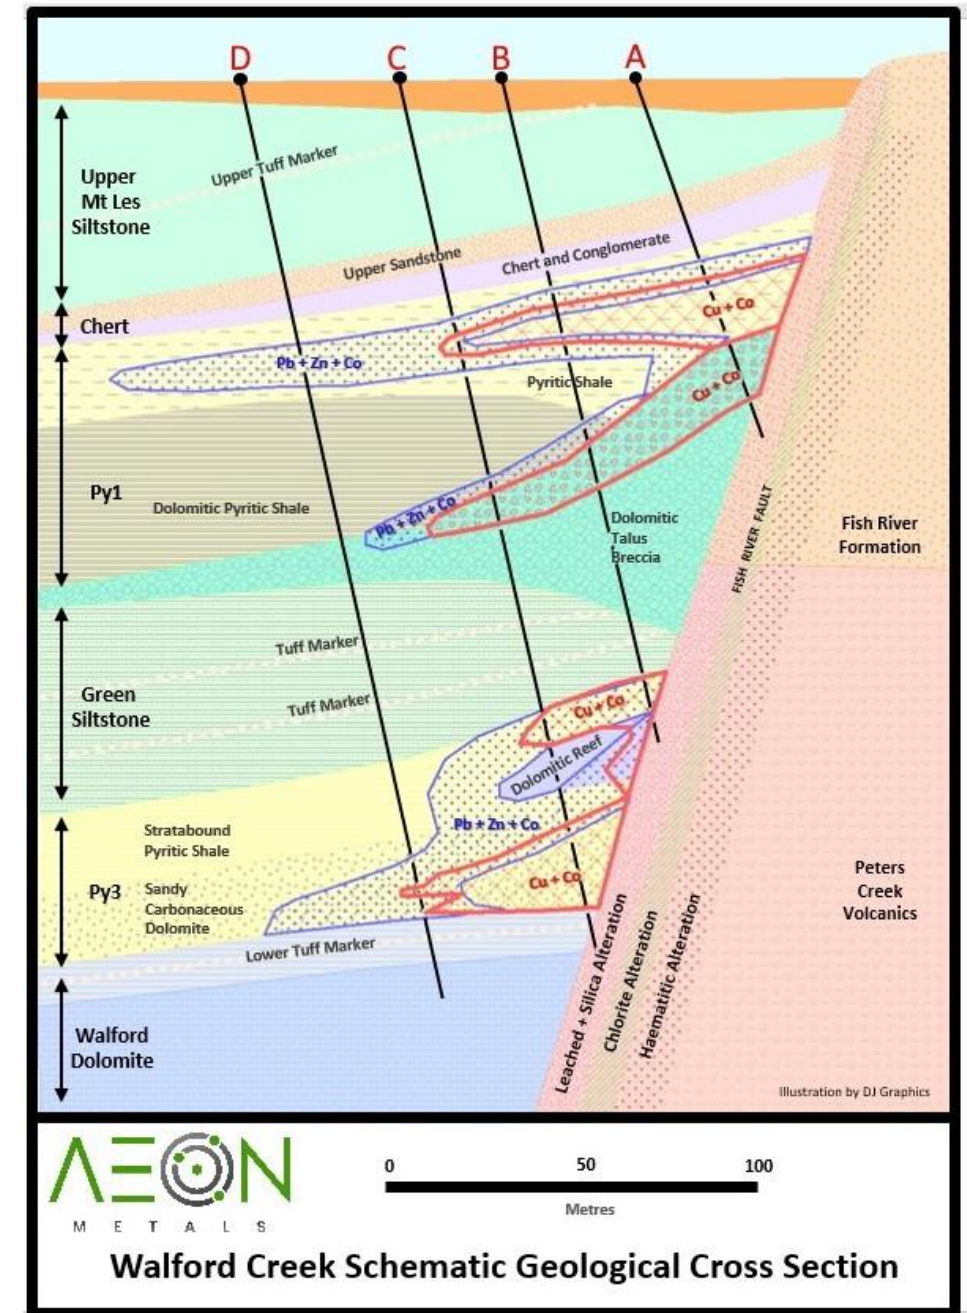 D
C
B
A
Upper Tuff Marker
Upper
Mt Les
Siltstone
Upper Sandstone
Chert and Conglomerate
Cu + Co
Chert
Pb + Zn + Co
Pyritic Shale
Cu + Co
Py1
Dolomitic Pyritic Shale
Pb + Zn + Co
Dolomitic
Talus
Breccia
FISH RIVER FAULT
Fish River
Formation
Tuff Marker
Green
Siltstone
Tuff Marker
Cu + Co
Dolomitic Reef
Pb + Zn + Co
Stratabound
Pyritic Shale
Py3
Sandy
Carbonaceous
Dolomite
Cu + Co
Peters
Creek
Volcanics
Lower Tuff Marker
Leached + Silica Alteration
Chlorite Alteration
Haematitic Alteration
Walford
Dolomite
Illustration by DJ Graphics
AEON
METALS
0
50
100
Metres
Walford Creek Schematic Geological Cross Section